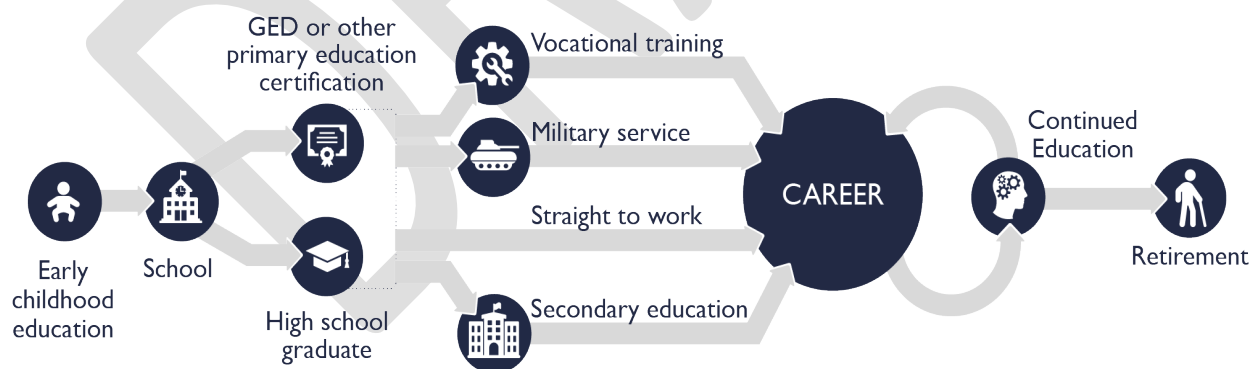 GED or other
primary education
certification
Vocational training
Military service
Straight to work
Secondary education
Early
childhood
education
School
High school
graduate
CAREER
Continued
Education
Retirement